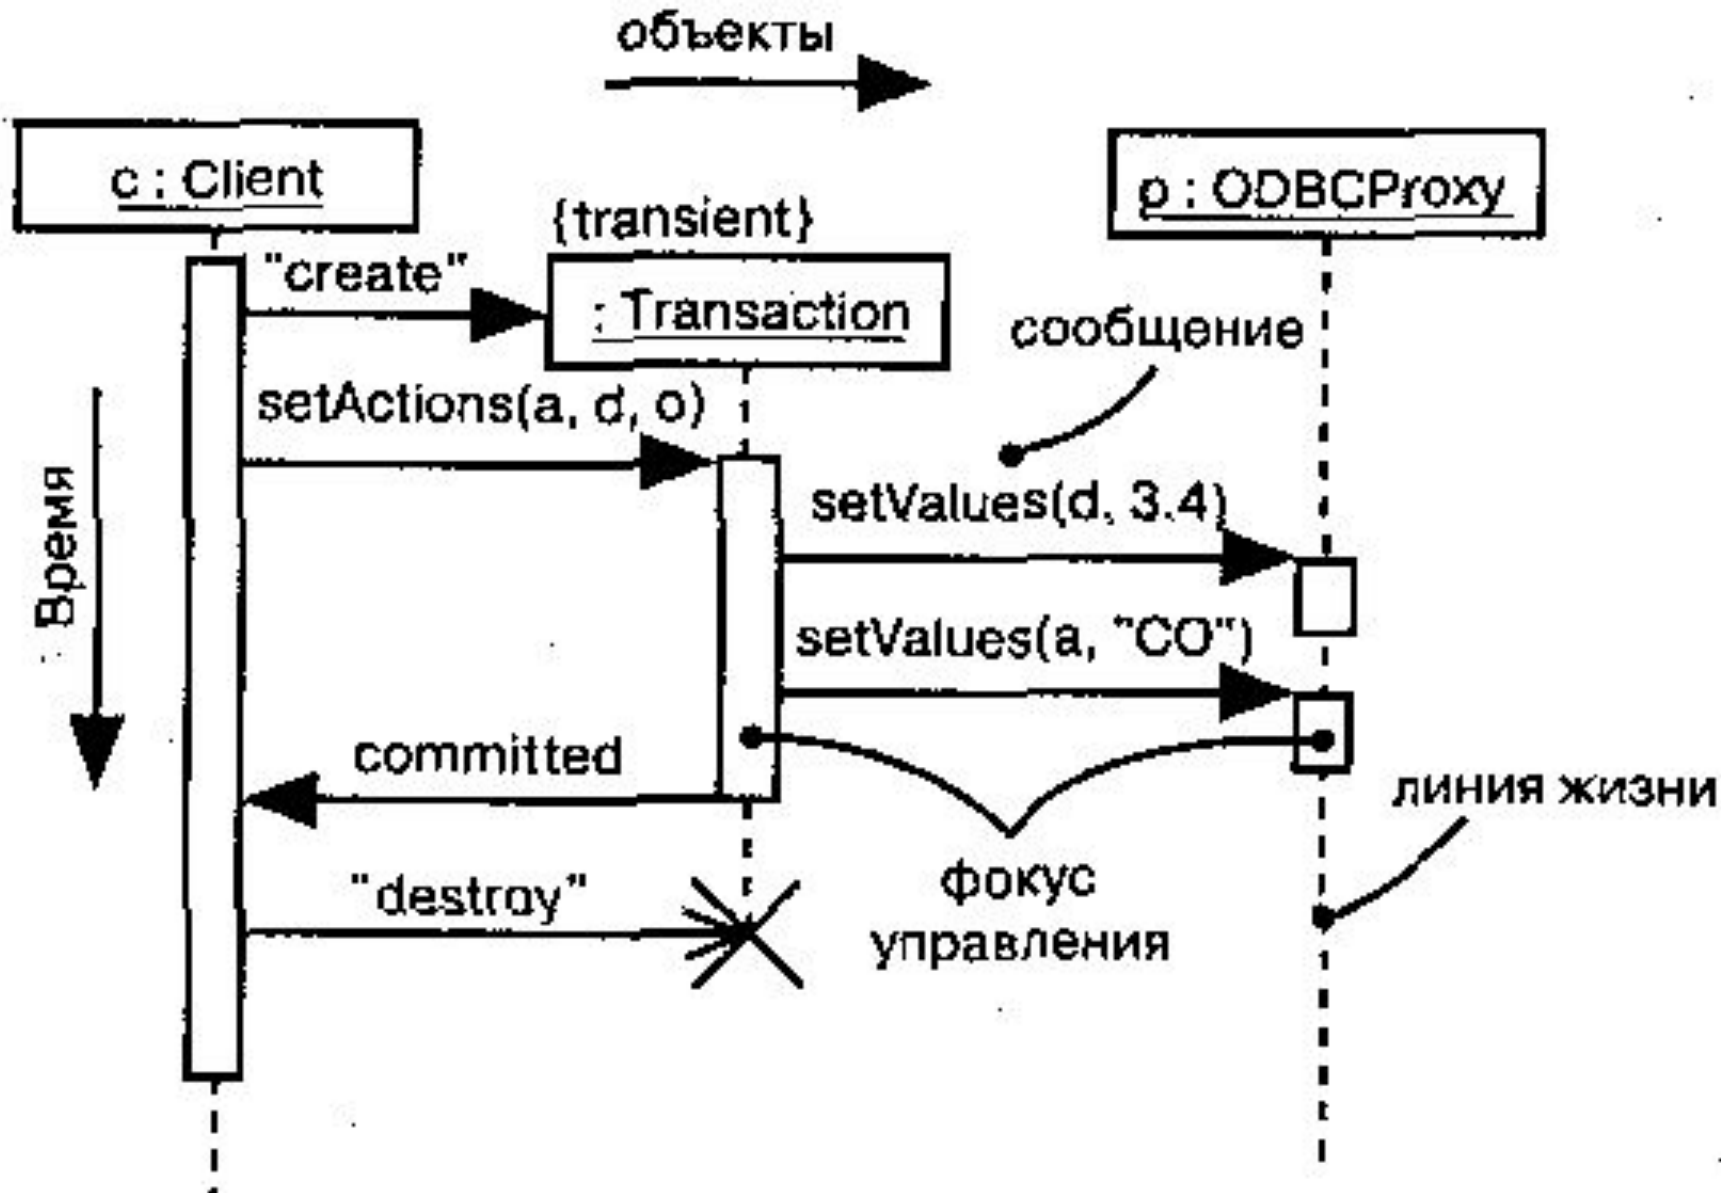 объекты
c : Client
p : ODBCProxy
{transient}
"create"
: Transaction
сообщение
setActions(a, d, o)
Время
setValues(d, 3.4)
setValues(a, "CO")
committed
линия жизни
"destroy"
фокус
управления